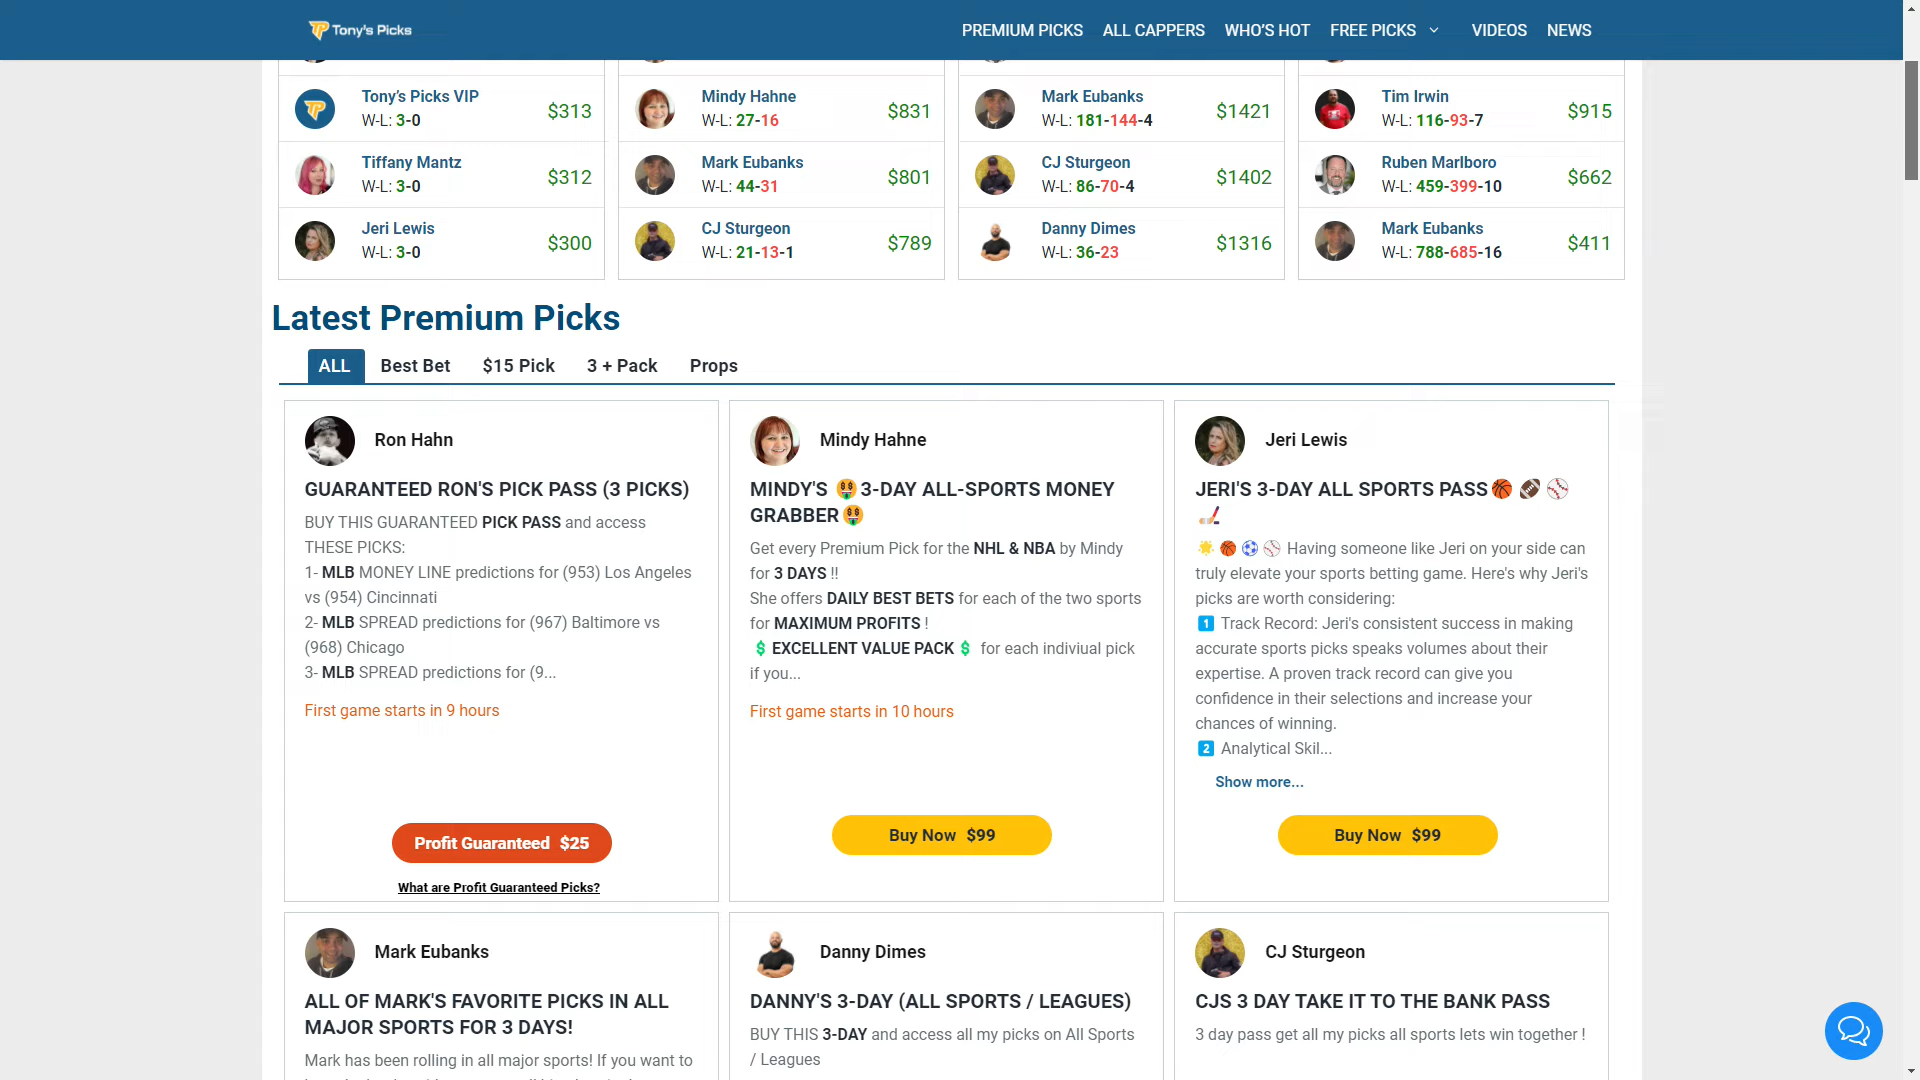 Tony's Picks
PREMIUM PICKS ALL CAPPERS WHO'S HOT FREE PICKS VIDEOS NEWS
Tony's Picks VIP
W-L: 3-0
$313
Mindy Hahne
W-L: 27-16
$831
Mark Eubanks
W-L: 181-144-4
$1421
Tim Irwin
W-L: 116-93-7
$915
Tiffany Mantz
W-L: 3-0
$312
Mark Eubanks
W-L: 44-31
$801
CJ Sturgeon
W-L: 86-70-4
$1402
Ruben Marlboro
W-L: 459-399-10
$662
Jeri Lewis
W-L: 3-0
$300
CJ Sturgeon
W-L: 21-13-1
$789
Danny Dimes
W-L: 36-23
$1316
Mark Eubanks
W-L: 788-685-16
$411
Latest Premium Picks
ALL Best Bet $15 Pick 3 + Pack Props
Ron Hahn
GUARANTEED RON'S PICK PASS (3 PICKS)
BUY THIS GUARANTEED PICK PASS and access
THESE PICKS:
1- MLB MONEY LINE predictions for (953) Los Angeles
vs (954) Cincinnati
2- MLB SPREAD predictions for (967) Baltimore vs
(968) Chicago
3- MLB SPREAD predictions for (9...
First game starts in 9 hours
Profit Guaranteed $25
What are Profit Guaranteed Picks?
Mindy Hahne
MINDY'S 🤑3-DAY ALL-SPORTS MONEY
GRABBER🤑
Get every Premium Pick for the NHL & NBA by Mindy
for 3 DAYS !!
She offers DAILY BEST BETS for each of the two sports
for MAXIMUM PROFITS !
💲EXCELLENT VALUE PACK💲 for each indiviual pick
if you...
First game starts in 10 hours
Buy Now $99
Jeri Lewis
JERI'S 3-DAY ALL SPORTS PASS🏀 🏈 ⚾
🏒
🌟 🏀 ⚽ ⚾ Having someone like Jeri on your side can
truly elevate your sports betting game. Here's why Jeri's
picks are worth considering:
1️⃣ Track Record: Jeri's consistent success in making
accurate sports picks speaks volumes about their
expertise. A proven track record can give you
confidence in their selections and increase your
chances of winning.
2️⃣ Analytical Skil...
Show more...
Buy Now $99
Mark Eubanks
ALL OF MARK'S FAVORITE PICKS IN ALL
MAJOR SPORTS FOR 3 DAYS!
Mark has been rolling in all major sports! If you want to
Danny Dimes
DANNY'S 3-DAY (ALL SPORTS / LEAGUES)
BUY THIS 3-DAY and access all my picks on All Sports
/ Leagues
CJ Sturgeon
CJS 3 DAY TAKE IT TO THE BANK PASS
3 day pass get all my picks all sports lets win together !